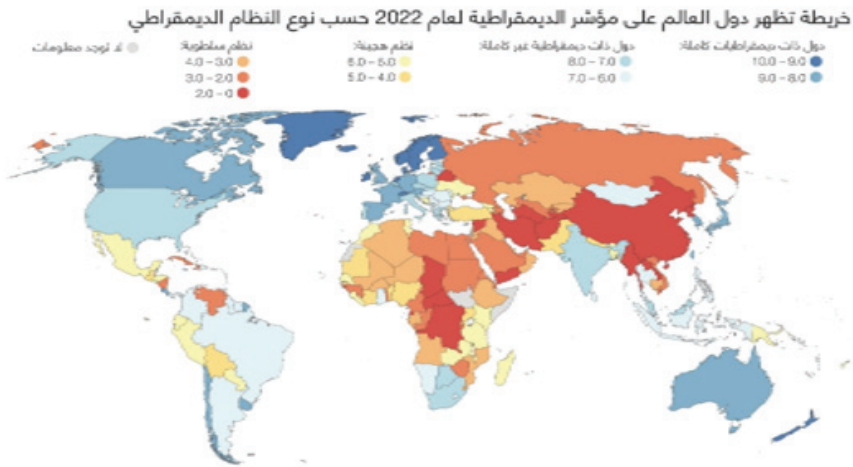 خريطة تظهر دول العالم على مؤشر الديمقراطية لعام 2022 حسب نوع النظام الديمقراطي
دول ذات ديمقراطيات كاملة:
10.0 – 9.0
9.0 – 8.0
دول ذات ديمقراطية غير كاملة:
8.0 – 7.0
7.0 – 6.0
نظم هجينة:
6.0 – 5.0
5.0 – 4.0
نظم سلطوية:
4.0 – 3.0
3.0 – 2.0
2.0 – 0
لا توجد معلومات